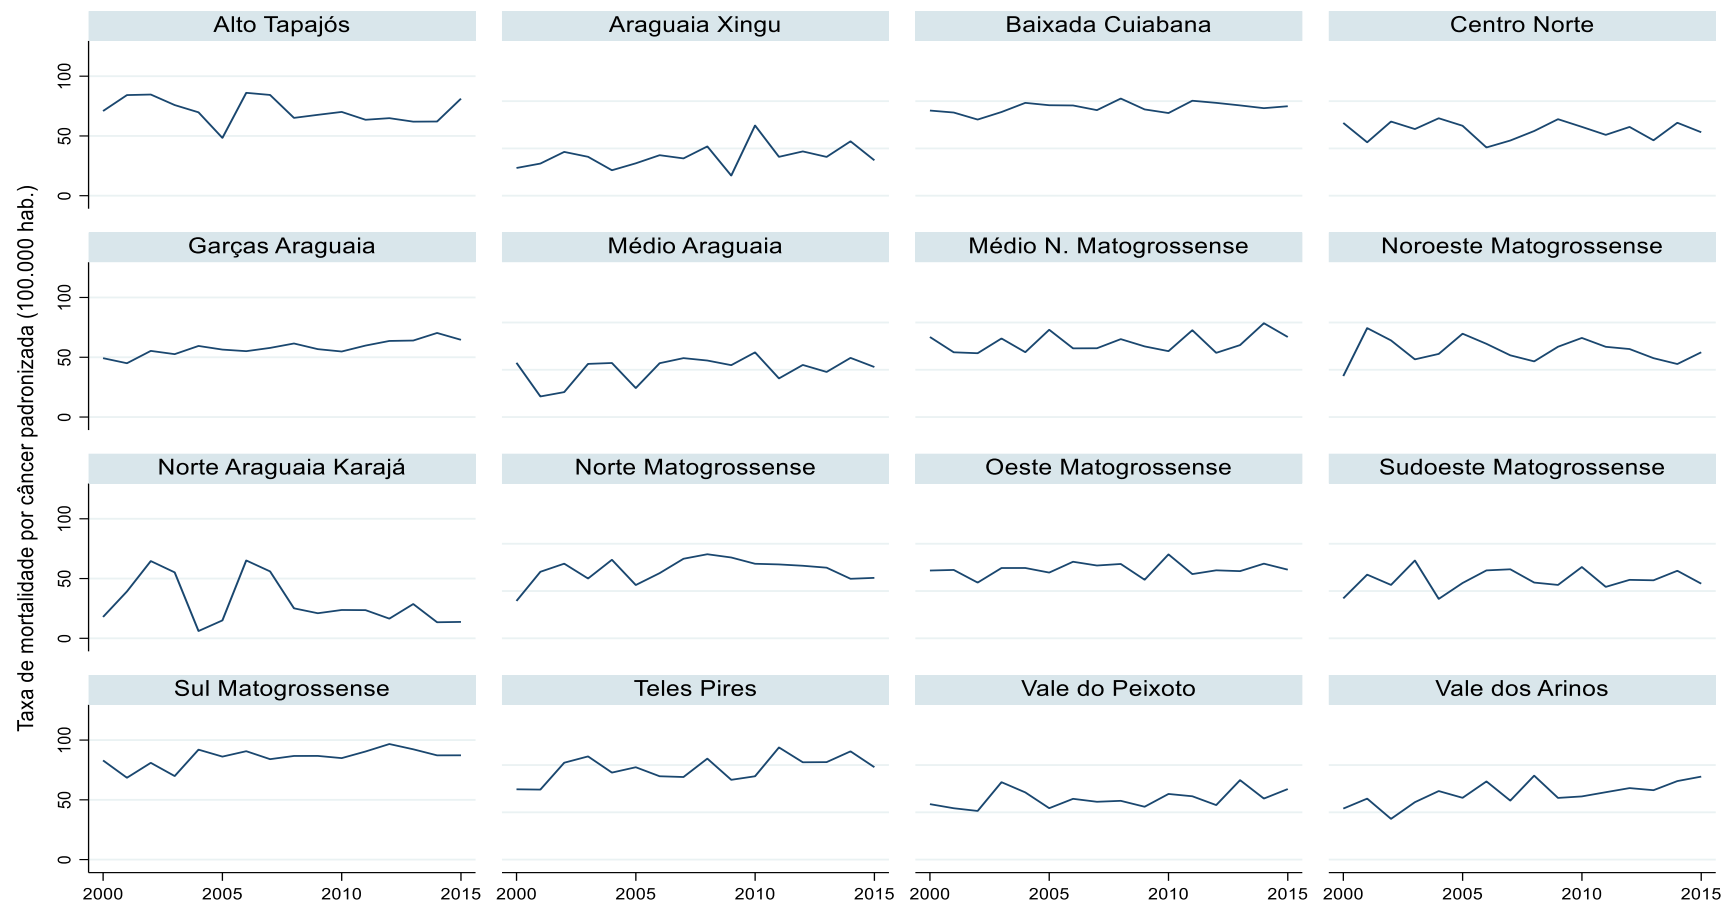 Taxa de mortalidade por câncer padronizada (100.000 hab.)
Alto Tapajós
Araguaia Xingu
Baixada Cuiabana
Centro Norte
100
50
0
Garças Araguaia
Médio Araguaia
Médio N. Matogrossense
Noroeste Matogrossense
100
50
0
Norte Araguaia Karajá
Norte Matogrossense
Oeste Matogrossense
Sudoeste Matogrossense
100
50
0
Sul Matogrossense
Teles Pires
Vale do Peixoto
Vale dos Arinos
100
50
0
2000 2005 2010 2015
2000 2005 2010 2015
2000 2005 2010 2015
2000 2005 2010 2015